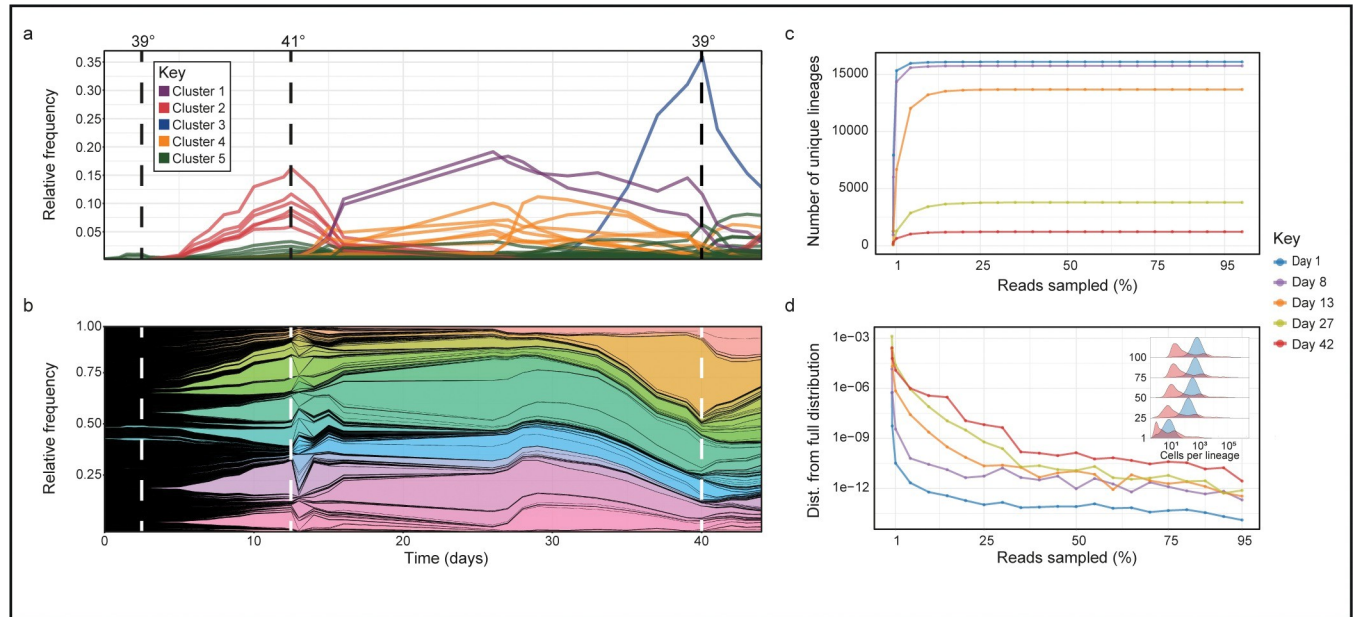 a
39° 41° 39°
0.35
0.30
0.25
0.20
0.15
0.10
0.05
Relative frequency
Key
Cluster 1
Cluster 2
Cluster 3
Cluster 4
Cluster 5
b
1.00
0.75
0.50
0.25
Relative frequency
0 10 20 30 40
Time (days)
c
15000
10000
5000
0
Number of unique lineages
1 25 50 75 95
Reads sampled (%)
Key
Day 1
Day 8
Day 13
Day 27
Day 42
d
1e−03
1e−06
1e−09
1e−12
Dist. from full distribution
100
75
50
25
1
10¹ 10³ 10⁵
Cells per lineage
1 25 50 75 95
Reads sampled (%)